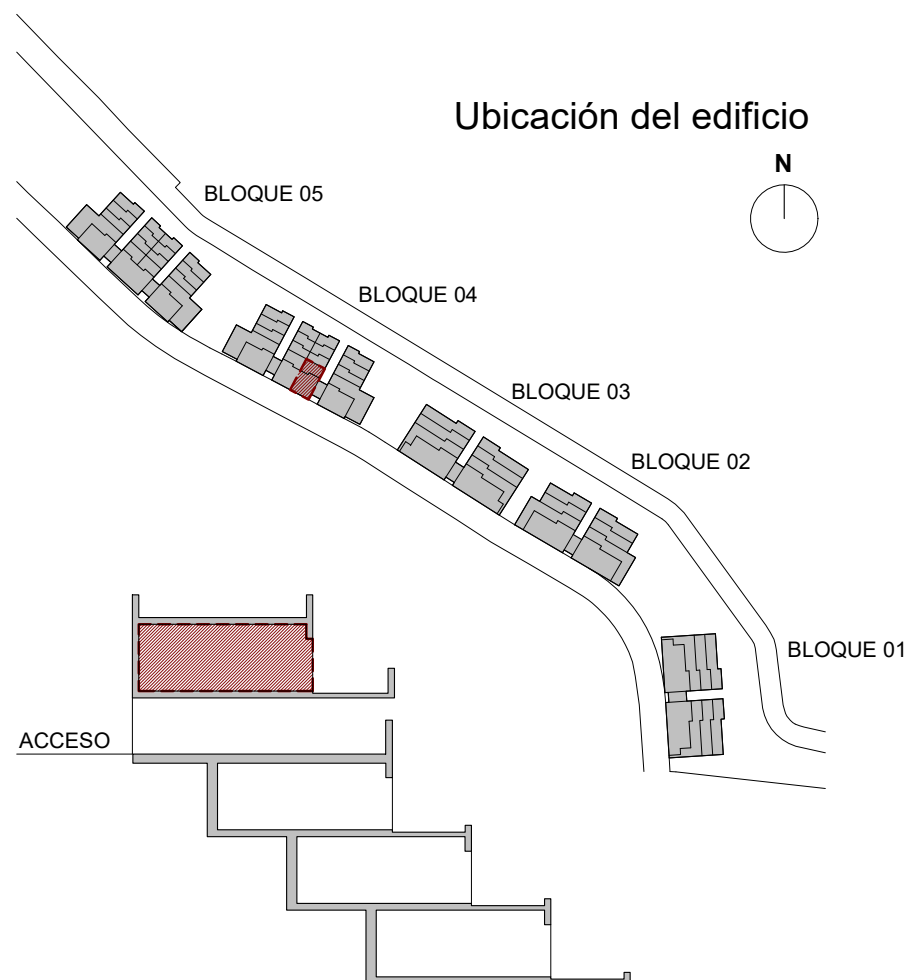 Ubicación del edificio
N
BLOQUE 05
BLOQUE 04
BLOQUE 03
BLOQUE 02
BLOQUE 01
ACCESO